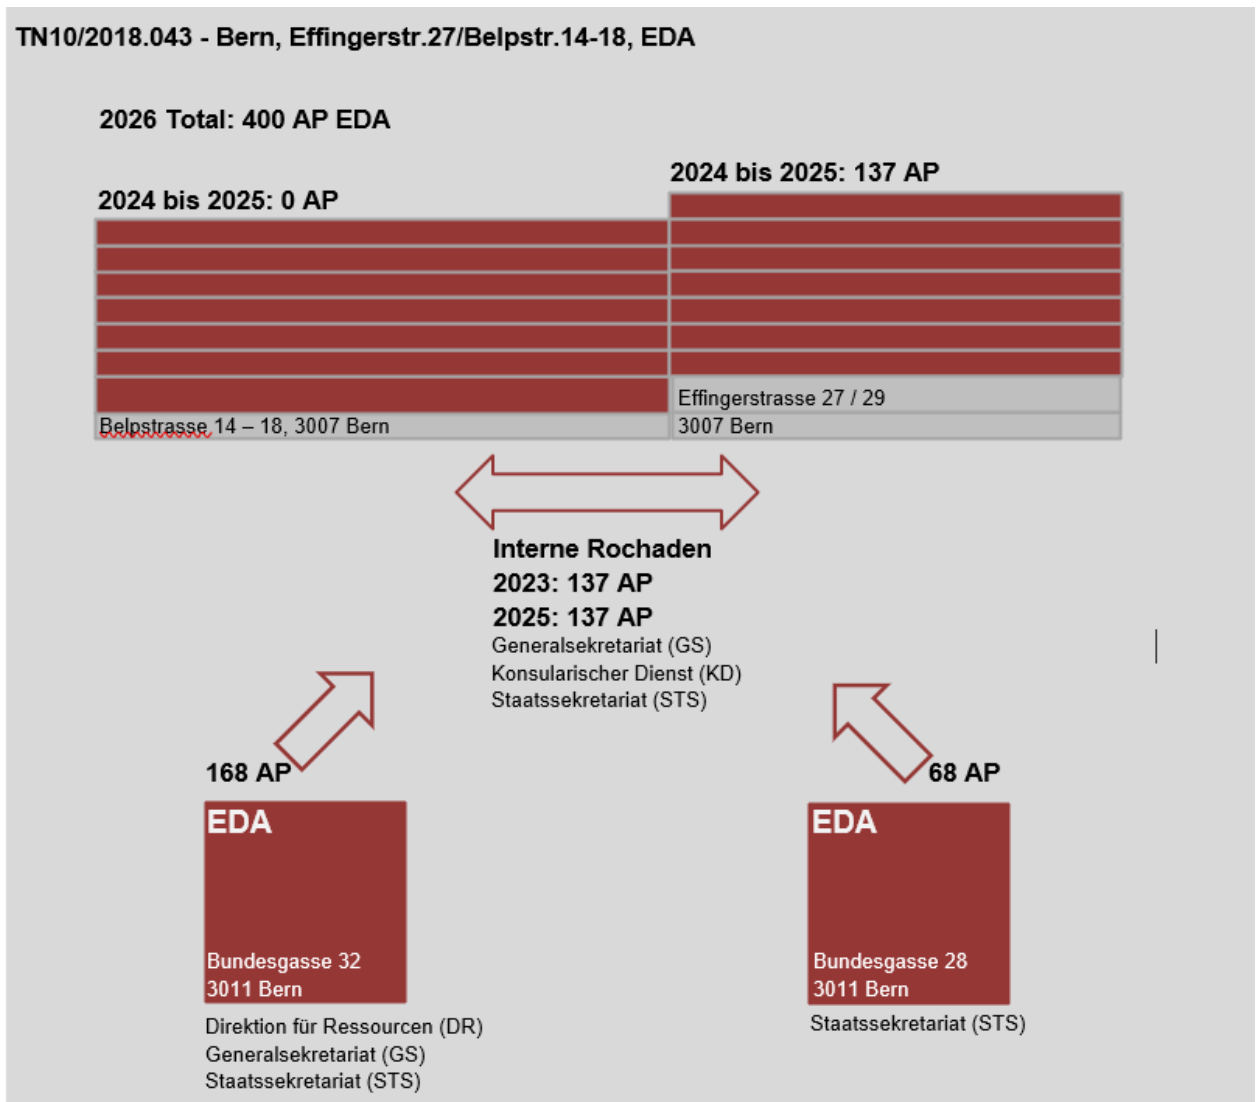 TN10/2018.043 - Bern, Effingerstr.27/Belpstr.14-18, EDA
2026 Total: 400 AP EDA
2024 bis 2025: 137 AP
2024 bis 2025: 0 AP
Effingerstrasse 27 / 29
Belpstrasse 14 – 18, 3007 Bern
3007 Bern
Interne Rochaden
2023: 137 AP
2025: 137 AP
Generalsekretariat (GS)
Konsularischer Dienst (KD)
Staatssekretariat (STS)
168 AP
EDA
Bundesgasse 32
3011 Bern
Direktion für Ressourcen (DR)
Generalsekretariat (GS)
Staatssekretariat (STS)
68 AP
EDA
Bundesgasse 28
3011 Bern
Staatssekretariat (STS)